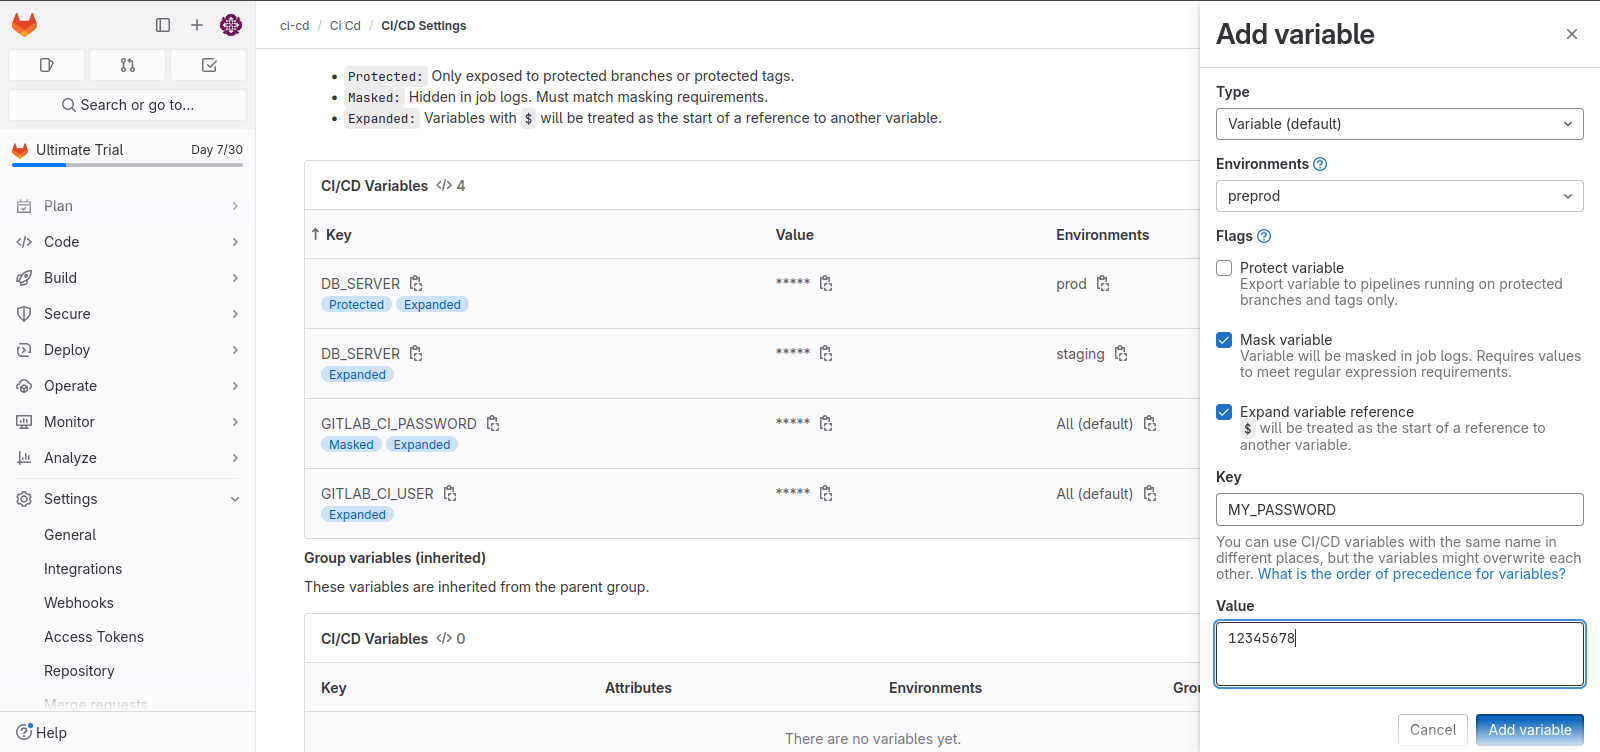 Search or go to...
Ultimate Trial Day 7/30
Plan
Code
Build
Secure
Deploy
Operate
Monitor
Analyze
Settings
General
Integrations
Webhooks
Access Tokens
Repository
Merge requests
Help
ci-cd / Ci Cd / CI/CD Settings
• Protected: Only exposed to protected branches or protected tags.
• Masked: Hidden in job logs. Must match masking requirements.
• Expanded: Variables with $ will be treated as the start of a reference to another variable.
CI/CD Variables </> 4
↑ Key Value Environments
DB_SERVER ***** prod
Protected Expanded
DB_SERVER ***** staging
Expanded
GITLAB_CI_PASSWORD ***** All (default)
Masked Expanded
GITLAB_CI_USER ***** All (default)
Expanded
Group variables (inherited)
These variables are inherited from the parent group.
CI/CD Variables </> 0
Key Attributes Environments Grou
There are no variables yet.
Add variable
Type
Variable (default)
Environments
preprod
Flags
Protect variable
Export variable to pipelines running on protected
branches and tags only.
Mask variable
Variable will be masked in job logs. Requires values
to meet regular expression requirements.
Expand variable reference
$ will be treated as the start of a reference to
another variable.
Key
MY_PASSWORD
You can use CI/CD variables with the same name in
different places, but the variables might overwrite each
other. What is the order of precedence for variables?
Value
12345678
Cancel Add variable